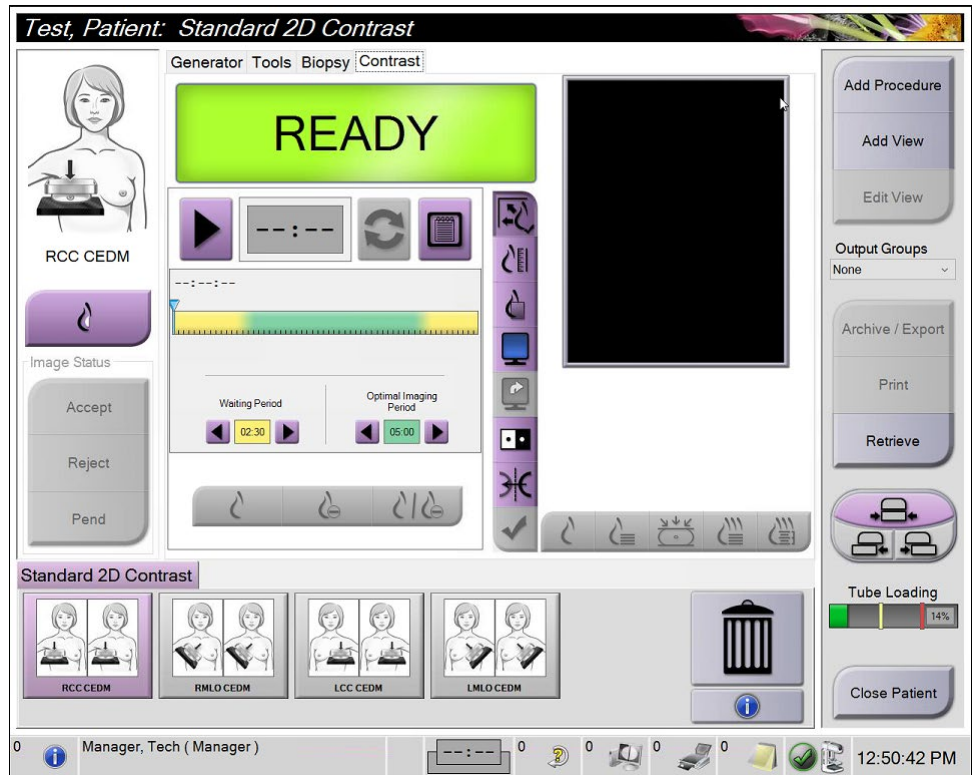 Test, Patient: Standard 2D Contrast
Generator Tools Biopsy Contrast
READY
RCC CEDM
--:--
--:--:--
Waiting Period
Optimal Imaging
Period
02:30
05:00
Image Status
Accept
Reject
Pend
Add Procedure
Add View
Edit View
Output Groups
None
Archive / Export
Print
Retrieve
Tube Loading
14%
Close Patient
Standard 2D Contrast
RCC CEDM
RMLO CEDM
LCC CEDM
LMLO CEDM
0 Manager, Tech ( Manager ) --:-- 0 0 0 0 12:50:42 PM